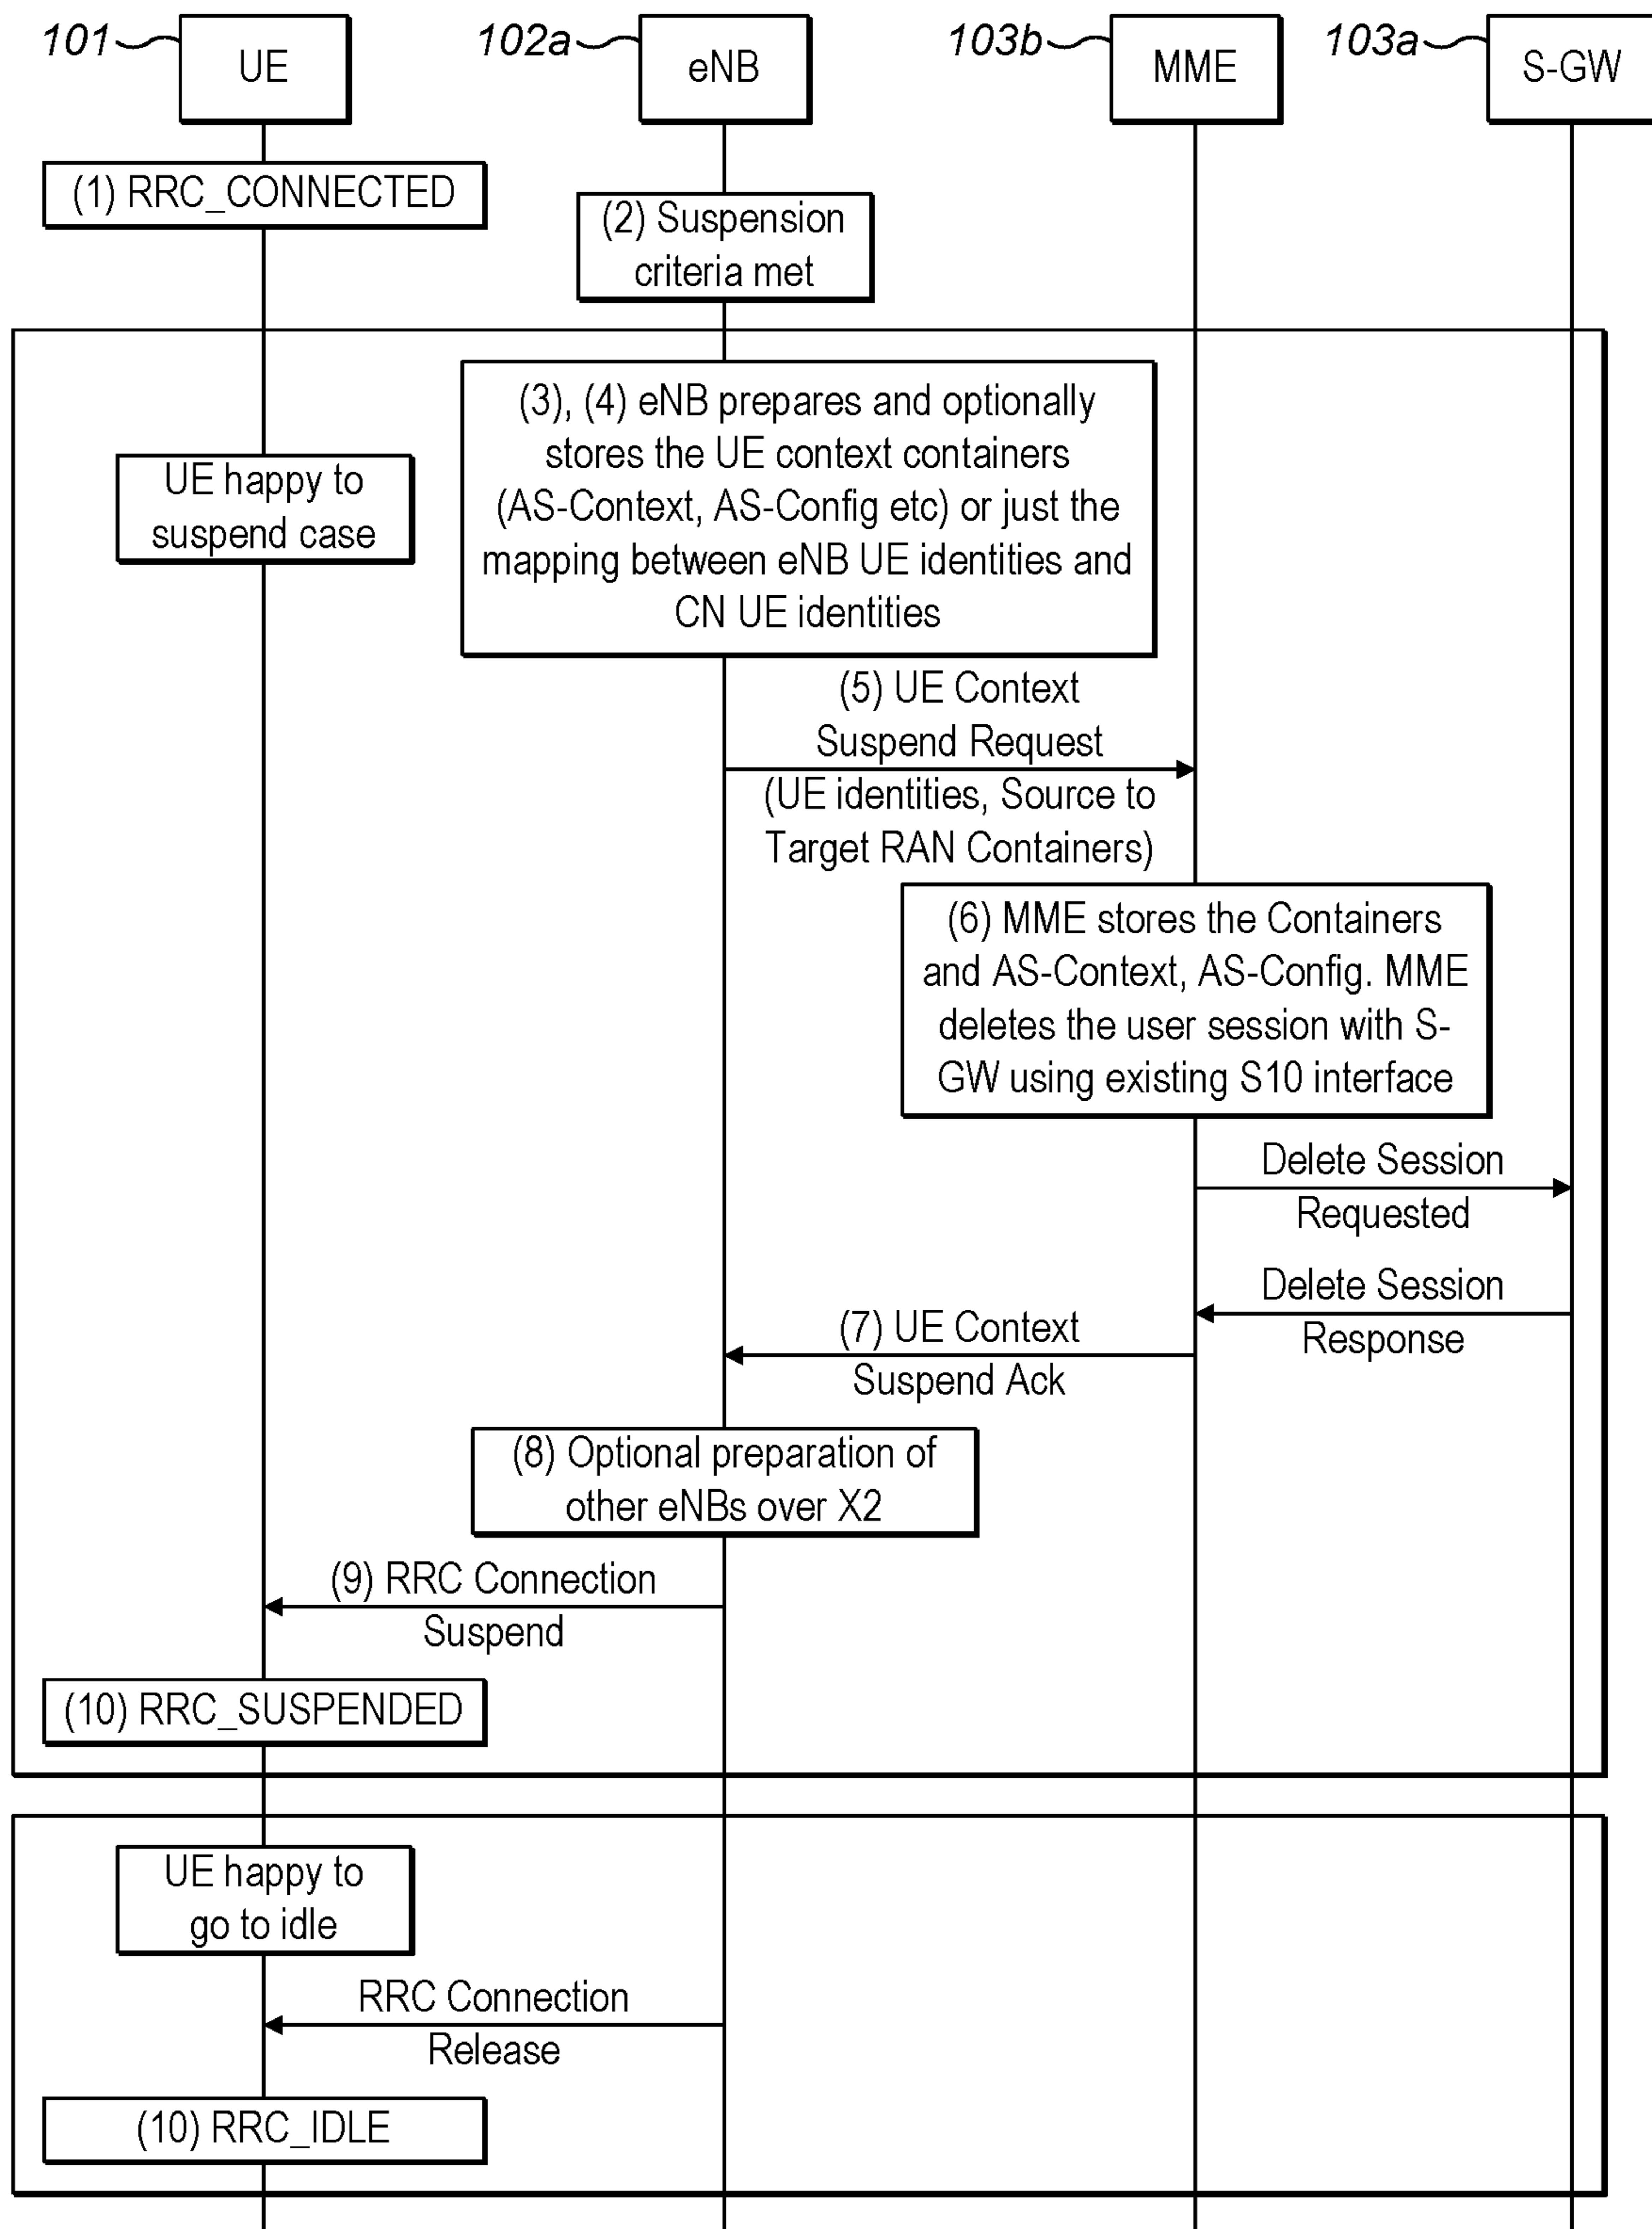 101
UE
102a
eNB
103b
MME
103a
S-GW
(1) RRC_CONNECTED
(2) Suspension
criteria met
(3), (4) eNB prepares and optionally
stores the UE context containers
(AS-Context, AS-Config etc) or just the
mapping between eNB UE identities and
CN UE identities
UE happy to
suspend case
(5) UE Context
Suspend Request
(UE identities, Source to
Target RAN Containers)
(6) MME stores the Containers
and AS-Context, AS-Config. MME
deletes the user session with S-
GW using existing S10 interface
Delete Session
Requested
Delete Session
Response
(7) UE Context
Suspend Ack
(8) Optional preparation of
other eNBs over X2
(9) RRC Connection
Suspend
(10) RRC_SUSPENDED
UE happy to
go to idle
RRC Connection
Release
(10) RRC_IDLE